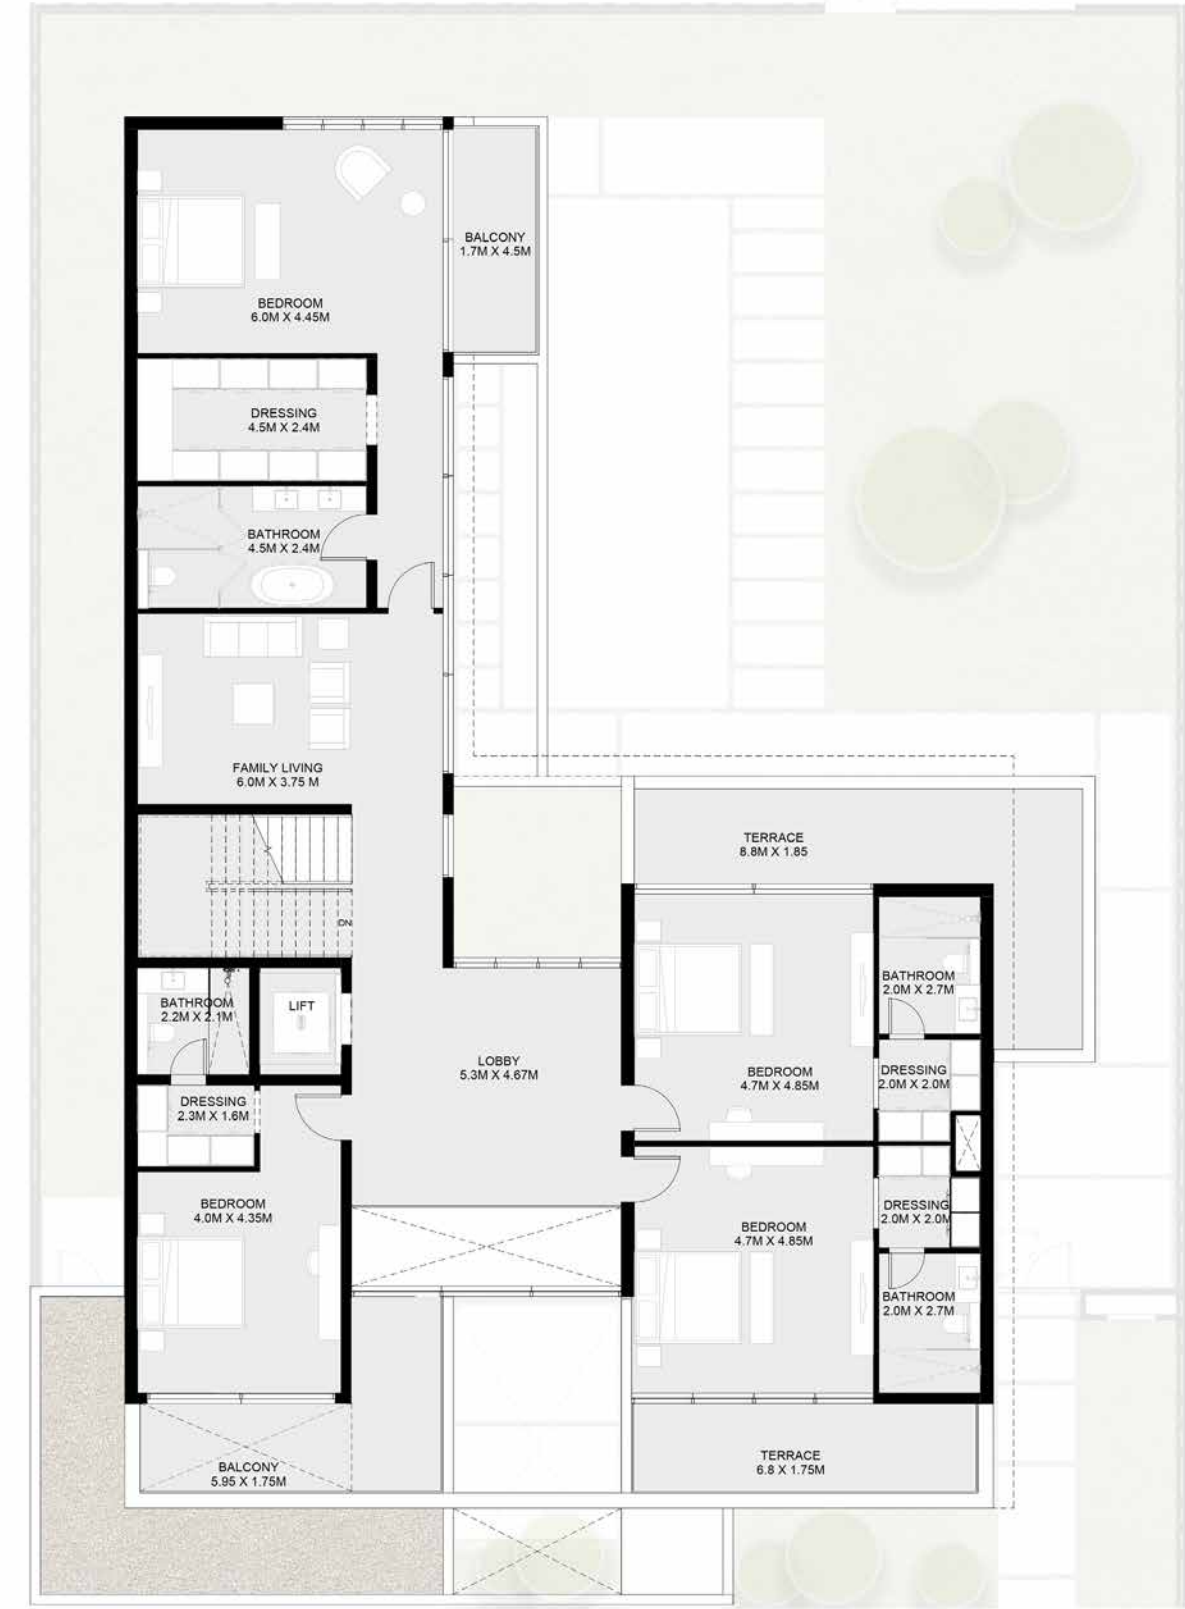 BALCONY
1.7M X 4.5M
BEDROOM
6.0M X 4.45M
DRESSING
4.5M X 2.4M
BATHROOM
4.5M X 2.4M
FAMILY LIVING
6.0M X 3.75 M
TERRACE
8.8M X 1.85
DN
BATHROOM
2.2M X 2.1M
LIFT
BATHROOM
2.0M X 2.7M
LOBBY
5.3M X 4.67M
BEDROOM
4.7M X 4.85M
DRESSING
2.0M X 2.0M
DRESSING
2.3M X 1.6M
BEDROOM
4.0M X 4.35M
BEDROOM
4.7M X 4.85M
DRESSING
2.0M X 2.0M
BATHROOM
2.0M X 2.7M
BALCONY
5.95 X 1.75M
TERRACE
6.8 X 1.75M